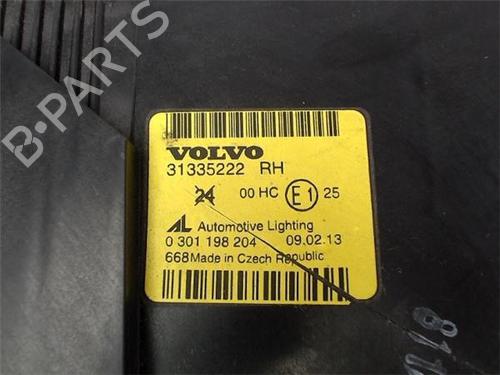 B-PARTS
VOLVO
31335222 RH
24 00 HC E1 25
AL Automotive Lighting
0 301 198 204 09.02.13
668 Made in Czech Republic